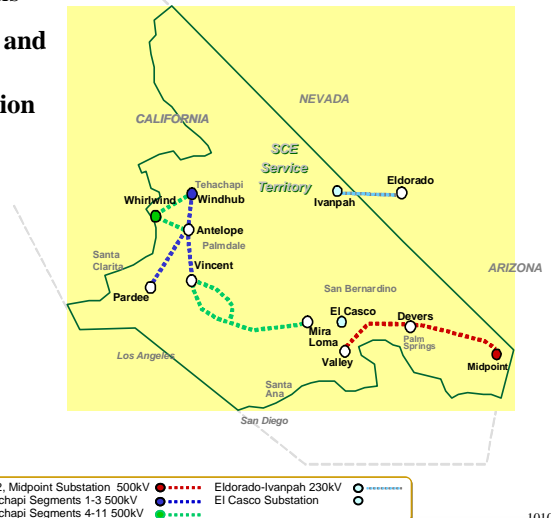 and
ion
NEVADA
CALIFORNIA
SCE
Service
Territory
Eldorado
Ivanpah
Tehachapi
Windhub
Whirlwind
Antelope
Palmdale
Santa
Clarita
Vincent
ARIZONA
Pardee
San Bernardino
El Casco
Devers
Mira
Loma
Palm
Springs
Valley
Los Angeles
Midpoint
Santa
Ana
San Diego
2, Midpoint Substation 500kV
Eldorado-Ivanpah 230kV
chapi Segments 1-3 500kV
El Casco Substation
chapi Segments 4-11 500kV